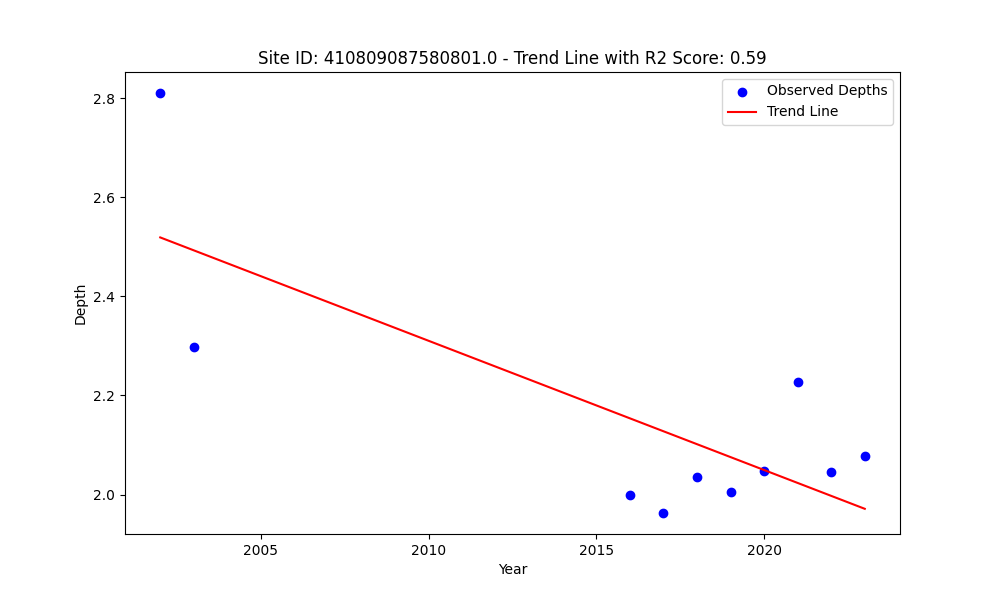 Site ID: 410809087580801.0 - Trend Line with R2 Score: 0.59
Observed Depths
Trend Line
2.8
2.6
2.4
2.2
2.0
Depth
2005
2010
2015
2020
Year